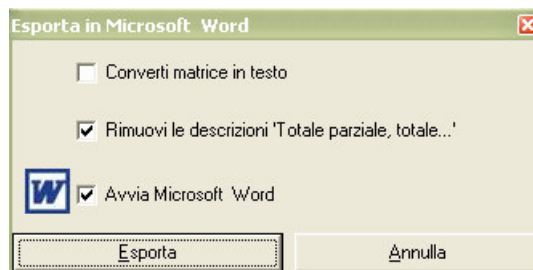 Esporta in Microsoft Word
Converti matrice in testo
Rimuovi le descrizioni 'Totale parziale, totale...'
W
Avvia Microsoft Word
Esporta
Annulla